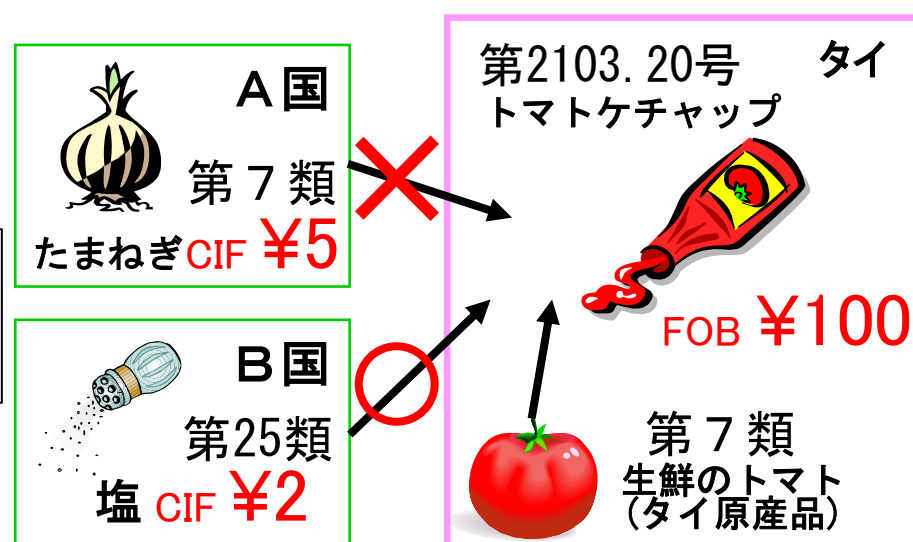 A国
第7類
たまねぎ CIF ¥5
B国
第25類
塩 CIF ¥2
第2103.20号 タイ
トマトケチャップ
FOB ¥100
第7類
生鮮のトマト
(タイ原産品)